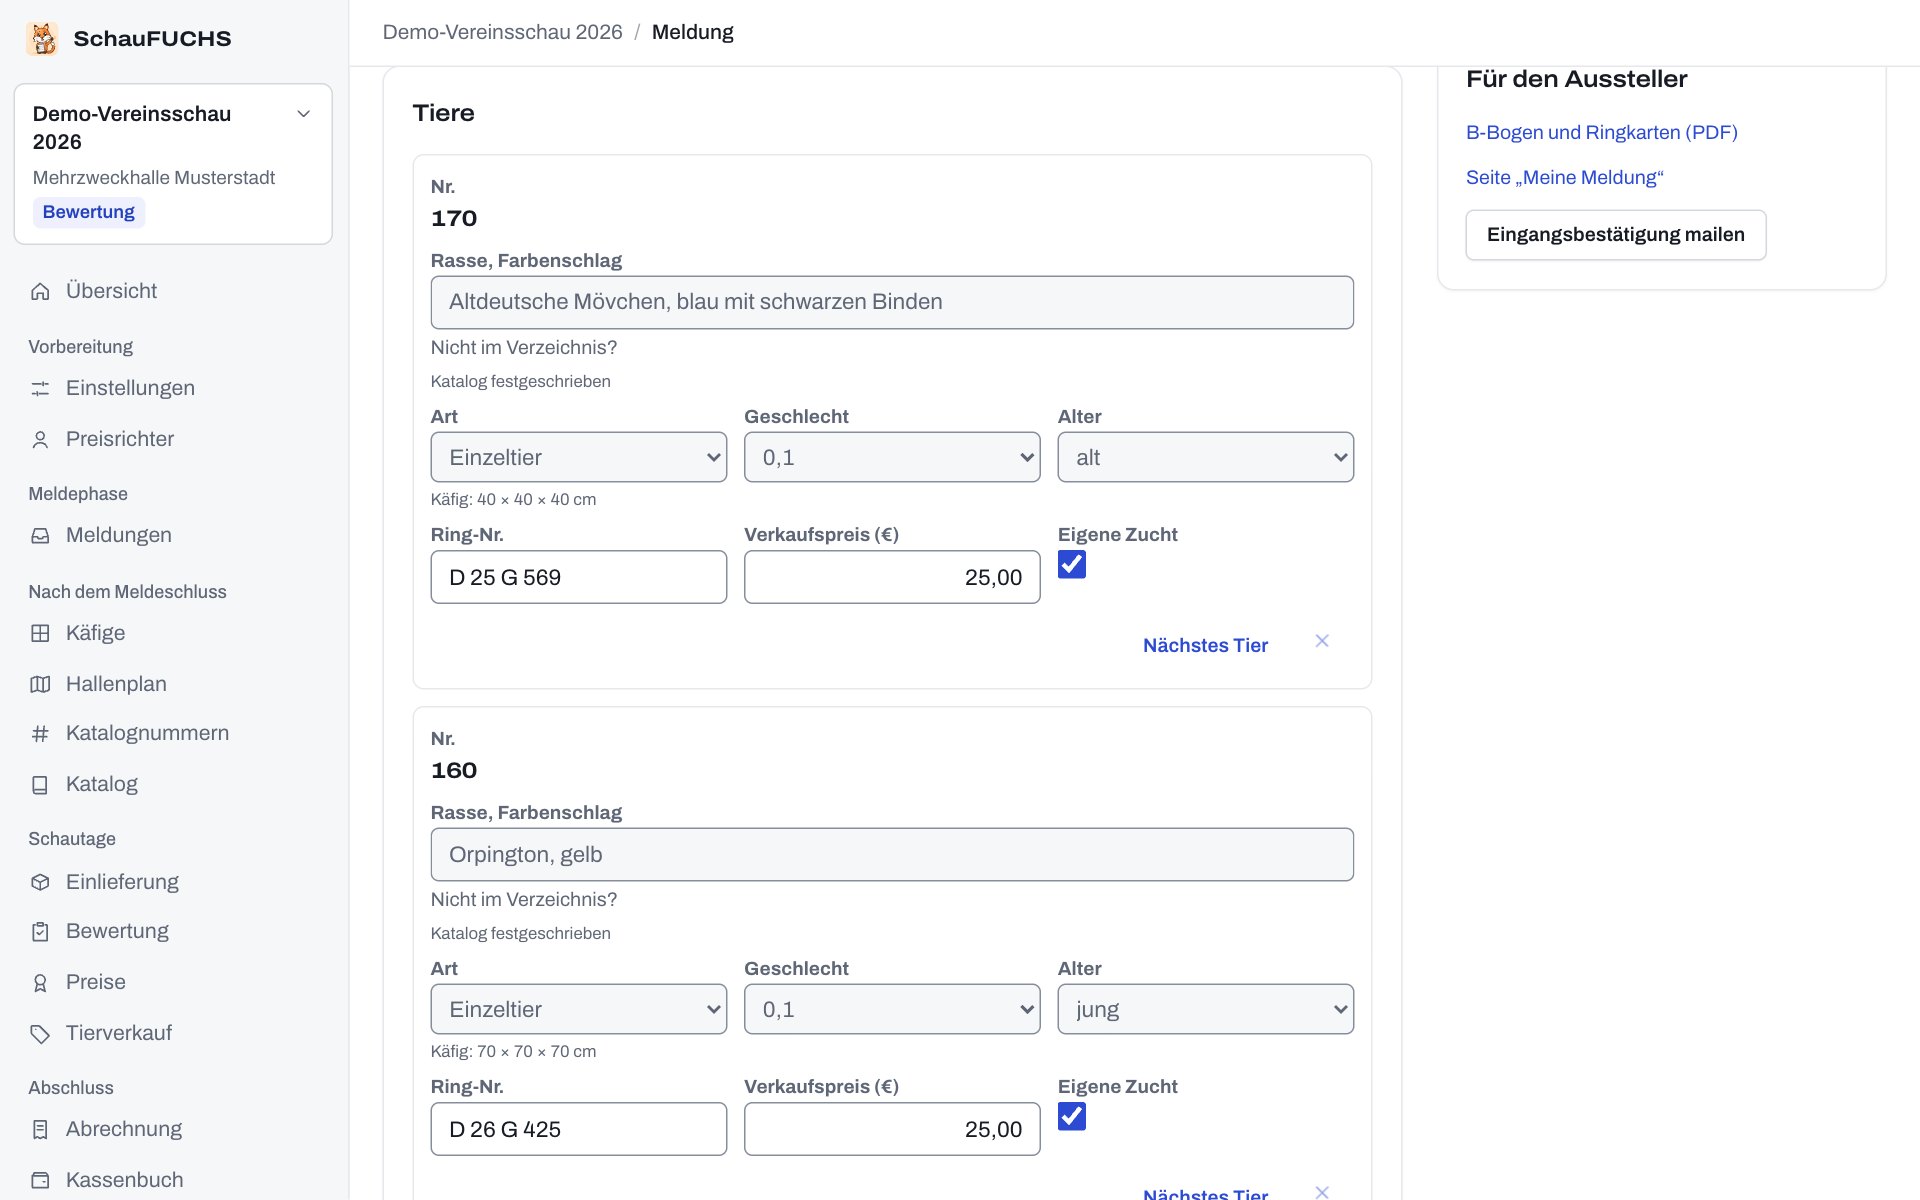 SchauFUCHS
Demo-Vereinsschau
2026
Mehrzweckhalle Musterstadt
Bewertung
Übersicht
Vorbereitung
Einstellungen
Preisrichter
Meldephase
Meldungen
Nach dem Meldeschluss
Käfige
Hallenplan
Katalognummern
Katalog
Schautage
Einlieferung
Bewertung
Preise
Tierverkauf
Abschluss
Abrechnung
Kassenbuch
Demo-Vereinsschau 2026 / Meldung
Tiere
Nr.
170
Rasse, Farbenschlag
Altdeutsche Mövchen, blau mit schwarzen Binden
Nicht im Verzeichnis?
Katalog festgeschrieben
Art Geschlecht Alter
Einzeltier 0,1 alt
Käfig: 40 × 40 × 40 cm
Ring-Nr. Verkaufspreis (€) Eigene Zucht
D 25 G 569 25,00
Nächstes Tier ×
Nr.
160
Rasse, Farbenschlag
Orpington, gelb
Nicht im Verzeichnis?
Katalog festgeschrieben
Art Geschlecht Alter
Einzeltier 0,1 jung
Käfig: 70 × 70 × 70 cm
Ring-Nr. Verkaufspreis (€) Eigene Zucht
D 26 G 425 25,00
Nächstes Tier ×
Für den Aussteller
B-Bogen und Ringkarten (PDF)
Seite „Meine Meldung“
Eingangsbestätigung mailen